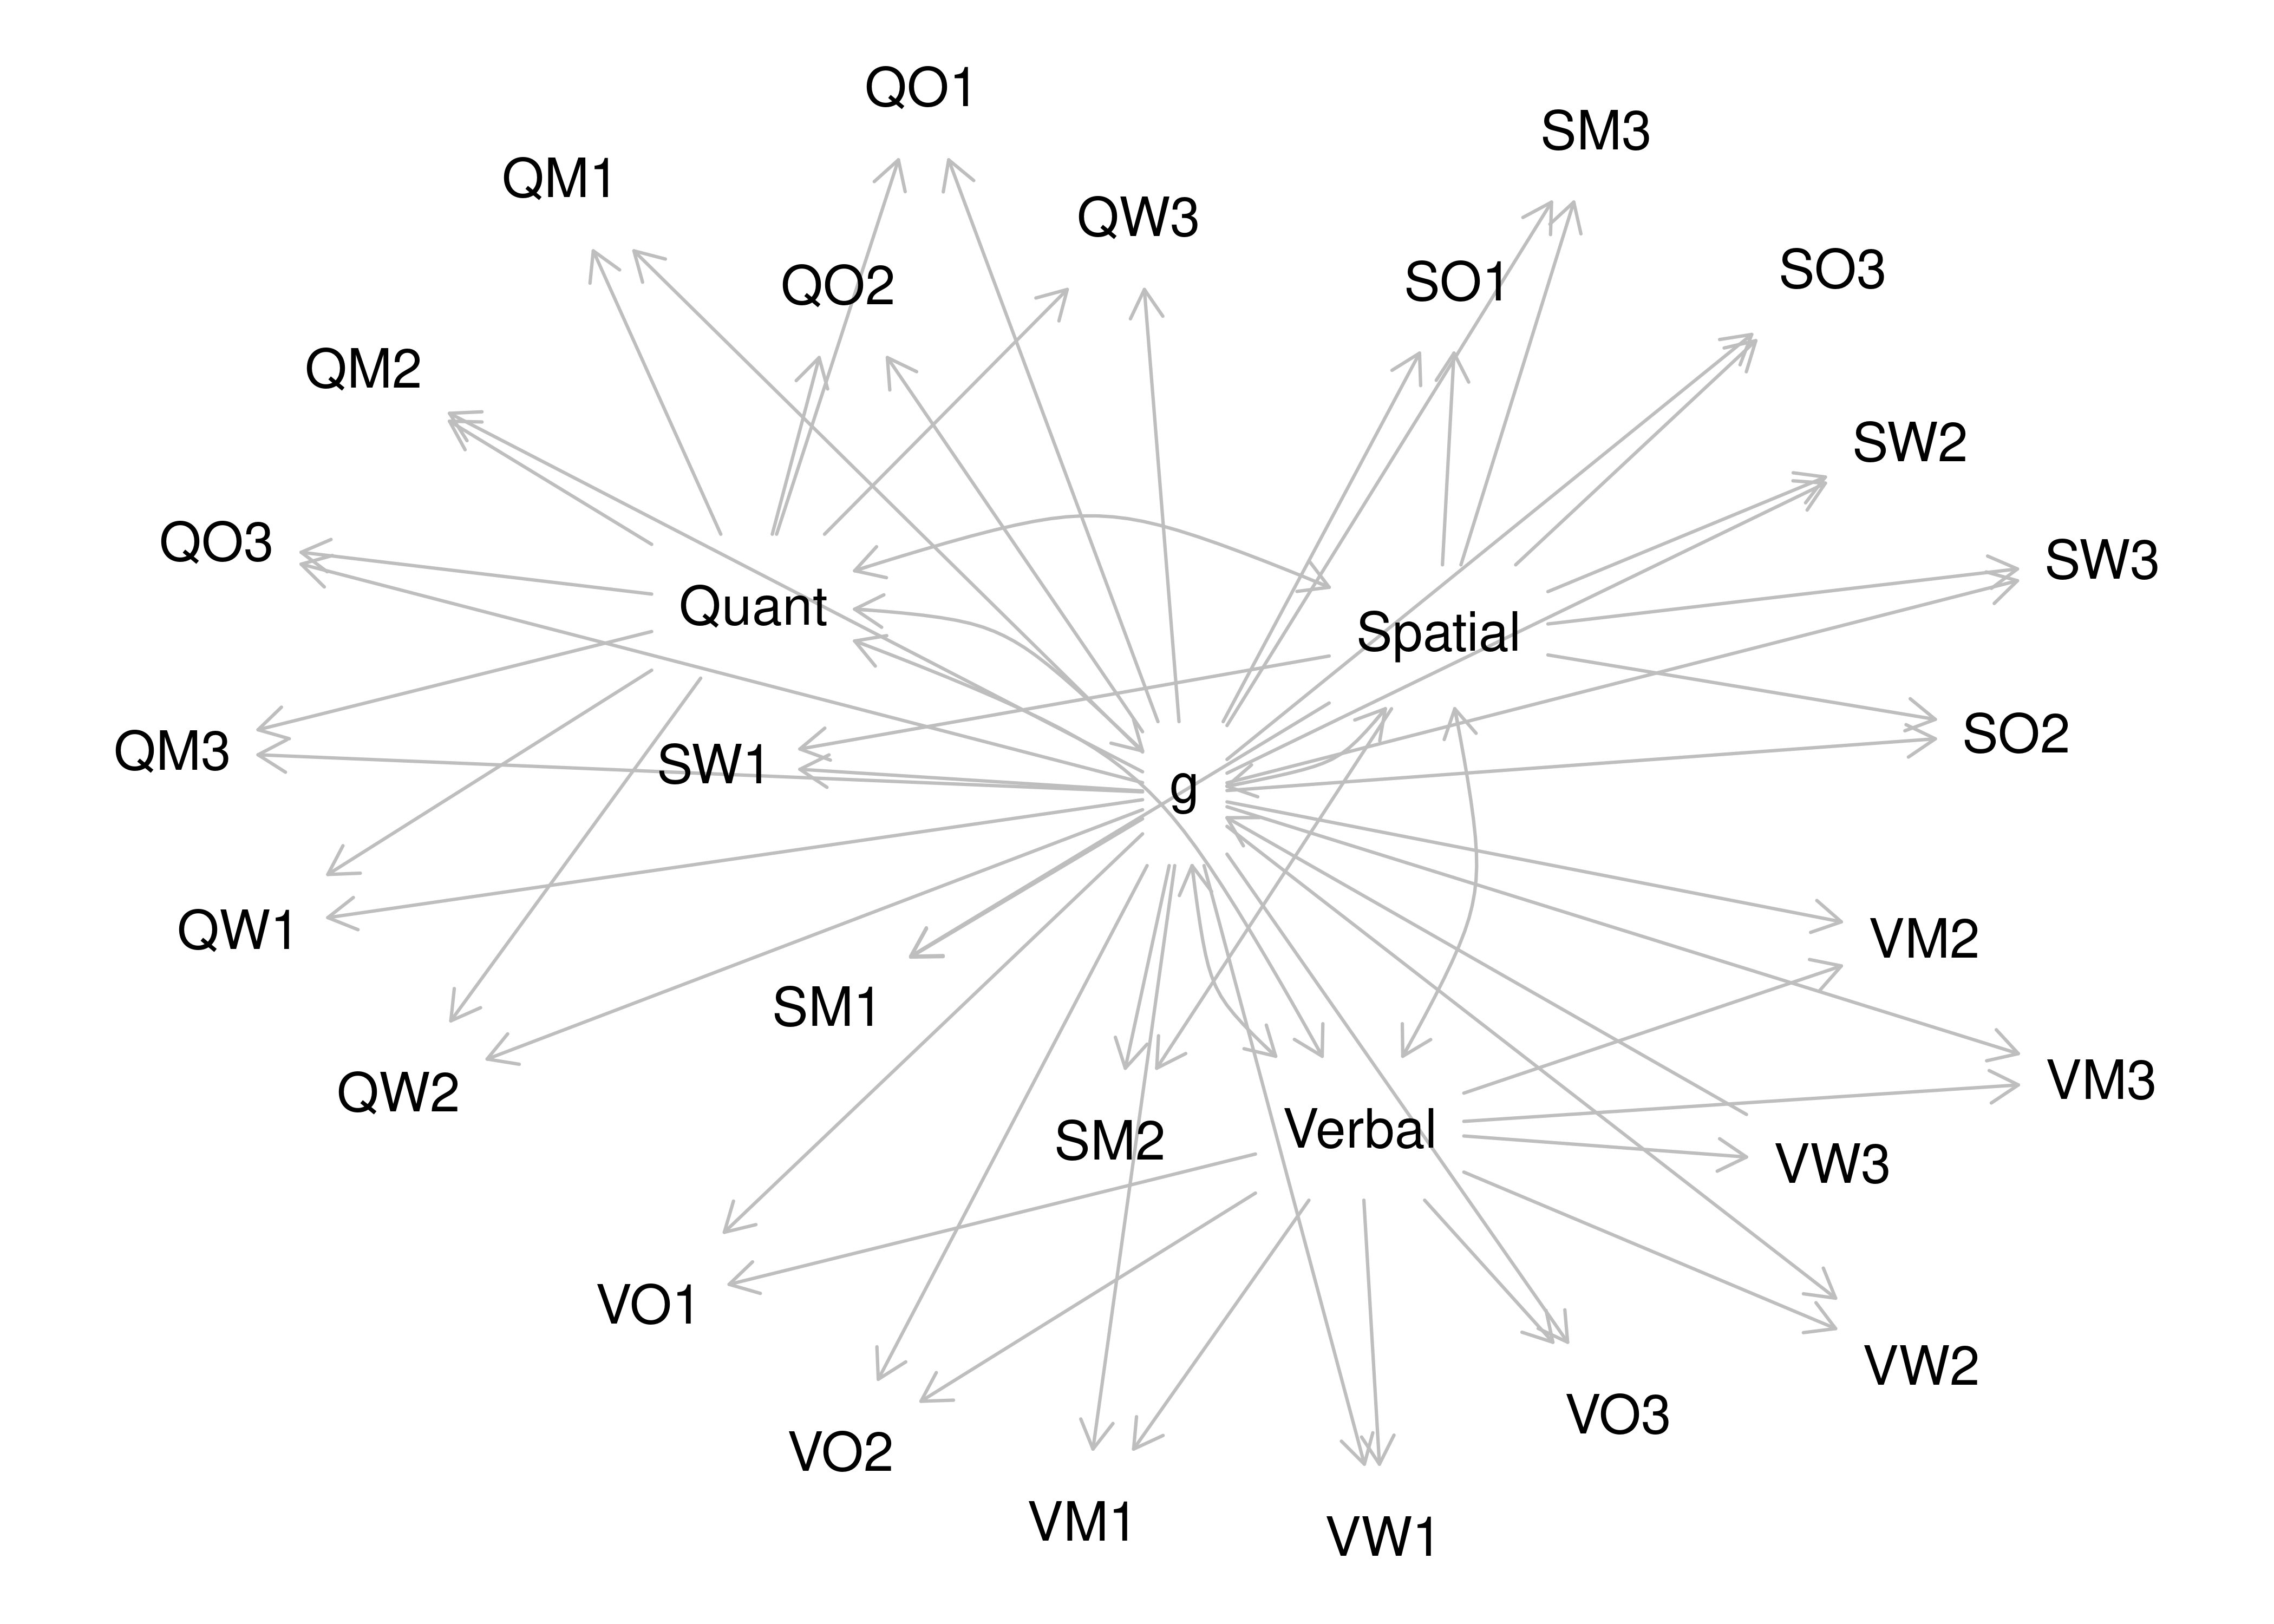 QO1
SM3
QM1
QW3
SO3
SO1
QO2
QM2
SW2
QO3
SW3
Quant
Spatial
SO2
QM3
SW1
g
QW1
VM2
SM1
VM3
QW2
Verbal
SM2
VW3
VO1
VW2
VO3
VO2
VM1
VW1